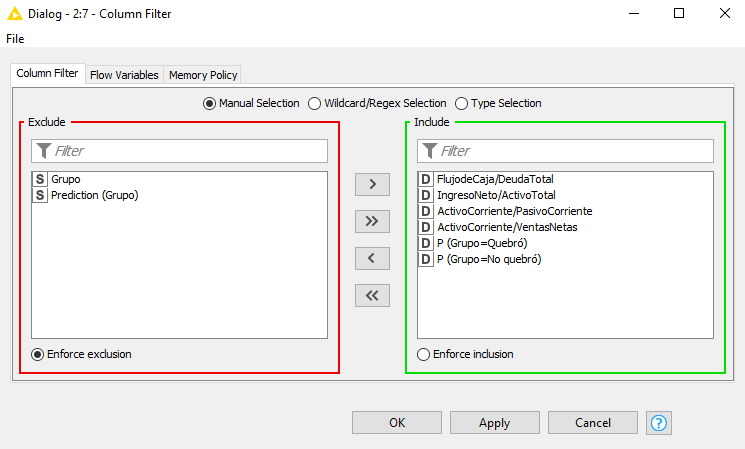 Dialog - 2:7 - Column Filter
File
Column Filter Flow Variables Memory Policy
Manual Selection Wildcard/Regex Selection Type Selection
Exclude
Filter
S Grupo
S Prediction (Grupo)
Enforce exclusion
>
>>
<
<<
Include
Filter
D FlujodeCaja/DeudaTotal
D IngresoNeto/ActivoTotal
D ActivoCorriente/PasivoCorriente
D ActivoCorriente/VentasNetas
D P (Grupo=Quebró)
D P (Grupo=No quebró)
Enforce inclusion
OK Apply Cancel ?